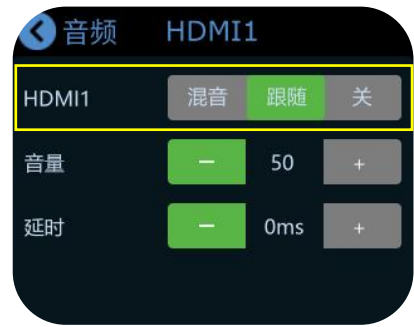 音频 HDMI1
HDMI1 混音 跟随 关
音量 － 50 +
延时 － 0ms +